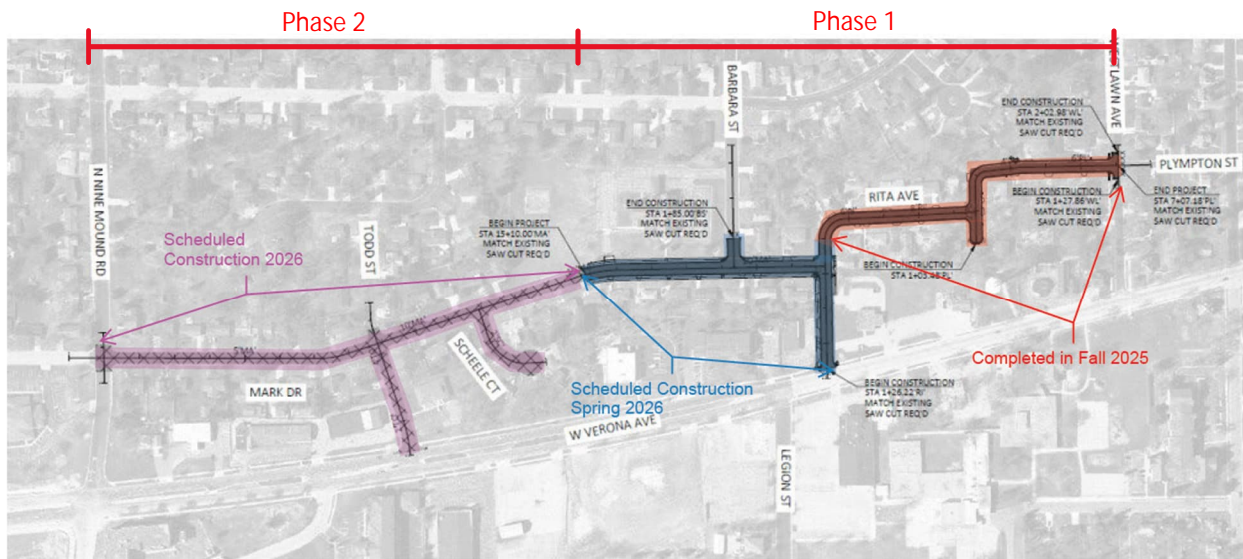 Phase 2
Phase 1
WESTLAWN AVE
BARBARA ST
END CONSTRUCTION
STA 2+02.98'WL'
MATCH EXISTING
SAW CUT REQ'D
PLYMPTON ST
N NINE MOUND RD
RITA AVE
BEGIN CONSTRUCTION
STA 1+27.86'WL'
MATCH EXISTING
SAW CUT REQ'D
END PROJECT
STA 7+07.18'PL'
MATCH EXISTING
SAW CUT REQ'D
END CONSTRUCTION
STA 1+85.00'BS'
MATCH EXISTING
SAW CUT REQ'D
BEGIN PROJECT
STA 15+10.00'MA'
MATCH EXISTING
SAW CUT REQ'D
Scheduled
Construction 2026
TODD ST
BEGIN CONSTRUCTION
SCHEELE CT
MARK DR
Completed in Fall 2025
Scheduled Construction
Spring 2026
BEGIN CONSTRUCTION
STA 1+26.22'RI'
MATCH EXISTING
SAW CUT REQ'D
W VERONA AVE
LEGION ST